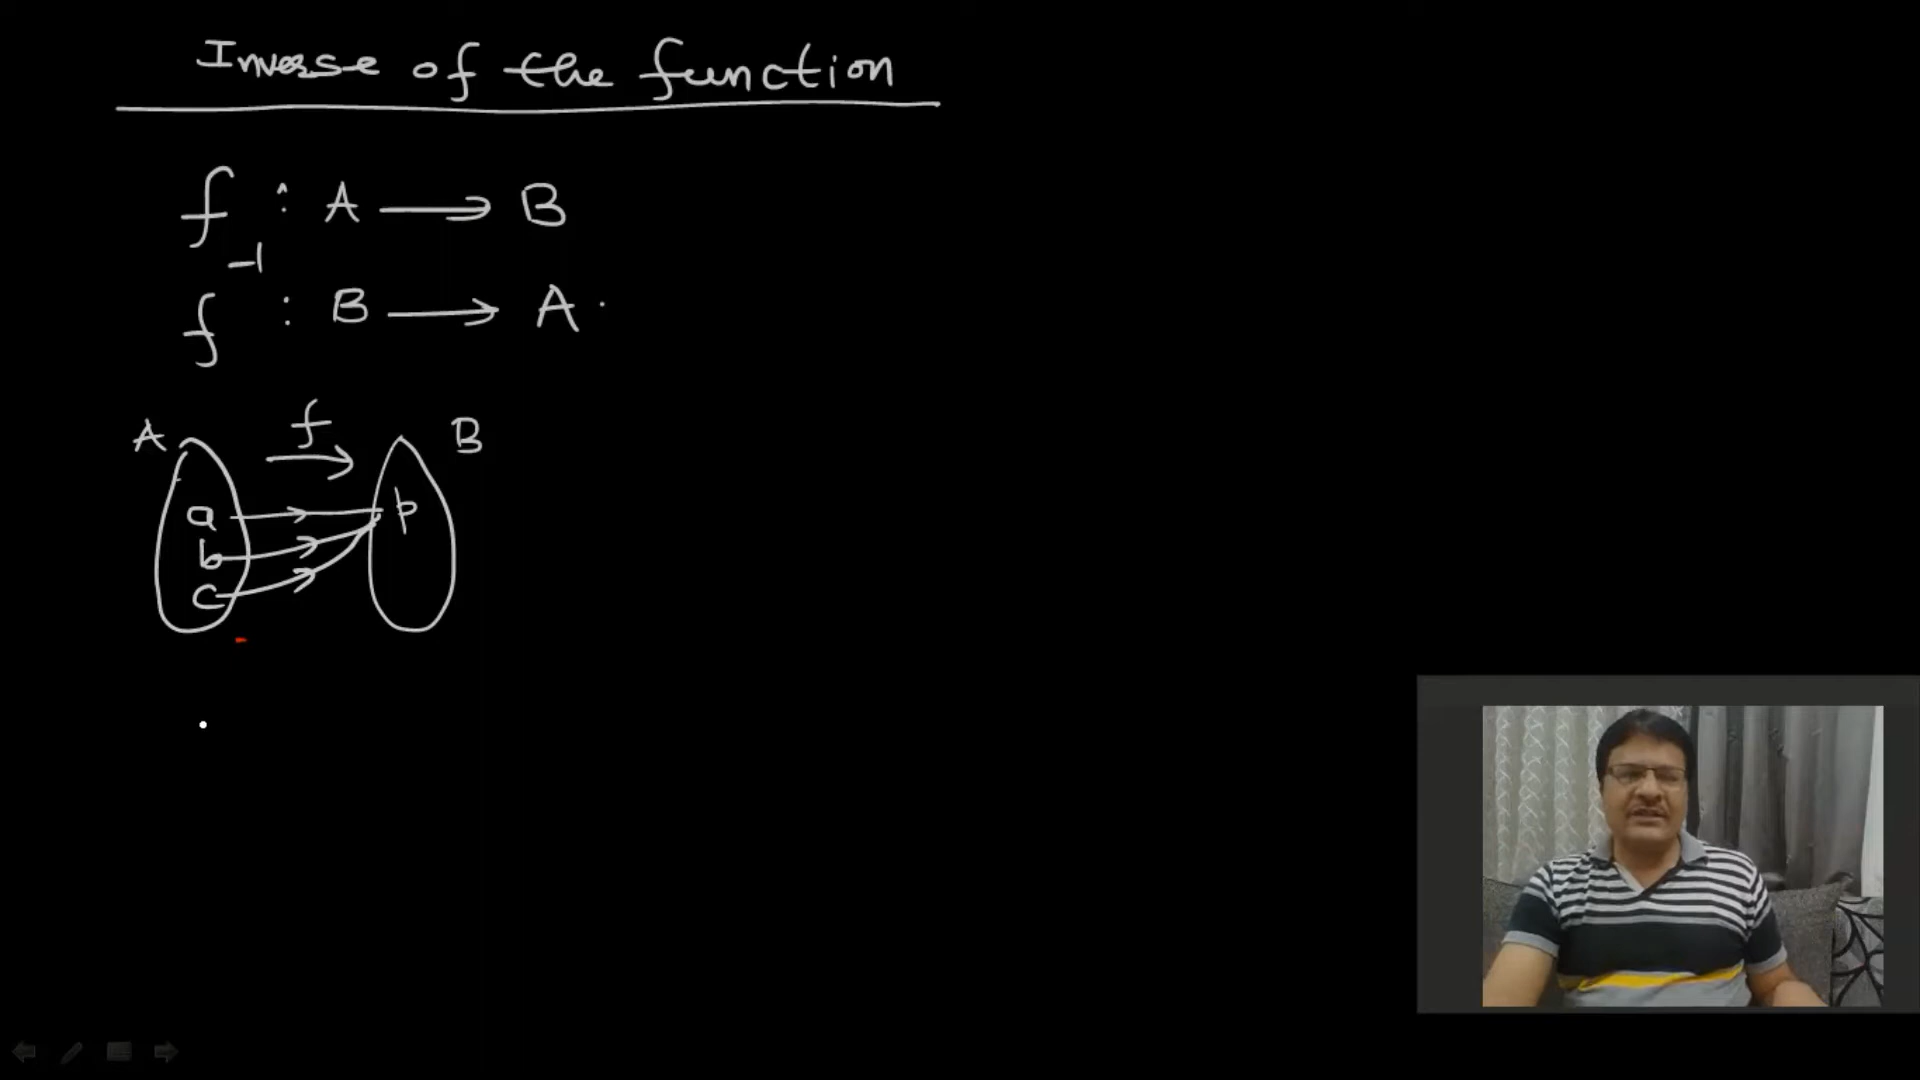 Inverse of the function
f : A → B
f⁻¹ : B → A .
A f B
→
a p
b
c